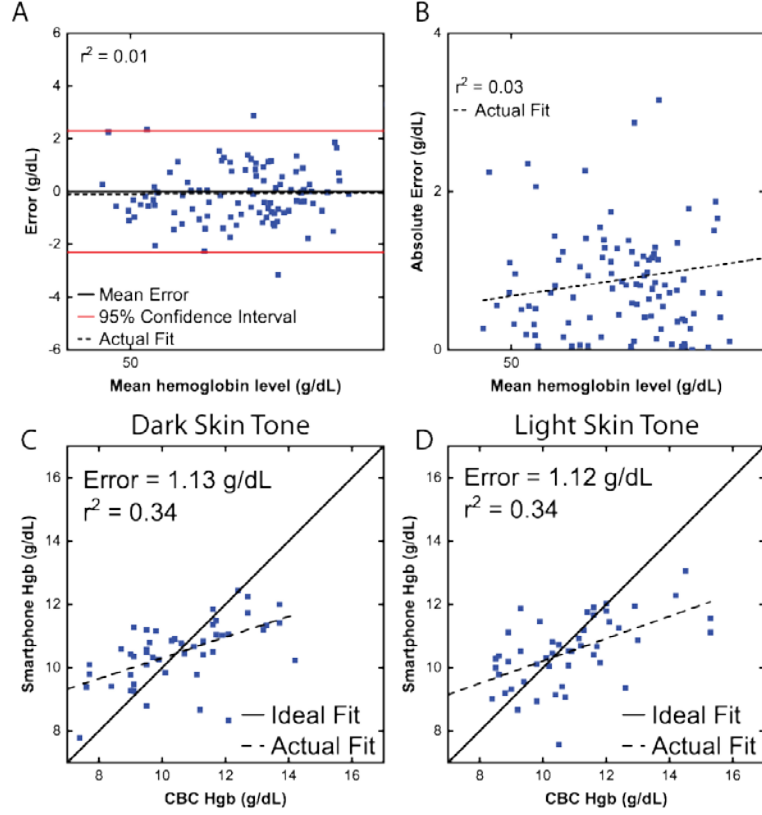 A
6
r² = 0.01
4
2
0
-2
-4
-6
Error (g/dL)
Mean Error
95% Confidence Interval
Actual Fit
50
Mean hemoglobin level (g/dL)
B
4
r² = 0.03
Actual Fit
2
0
Absolute Error (g/dL)
50
Mean hemoglobin level (g/dL)
C
Dark Skin Tone
16
14
12
10
8
Smartphone Hgb (g/dL)
Error = 1.13 g/dL
r² = 0.34
Ideal Fit
Actual Fit
8 10 12 14 16
CBC Hgb (g/dL)
D
Light Skin Tone
16
14
12
10
8
Smartphone Hgb (g/dL)
Error = 1.12 g/dL
r² = 0.34
Ideal Fit
Actual Fit
8 10 12 14 16
CBC Hgb (g/dL)